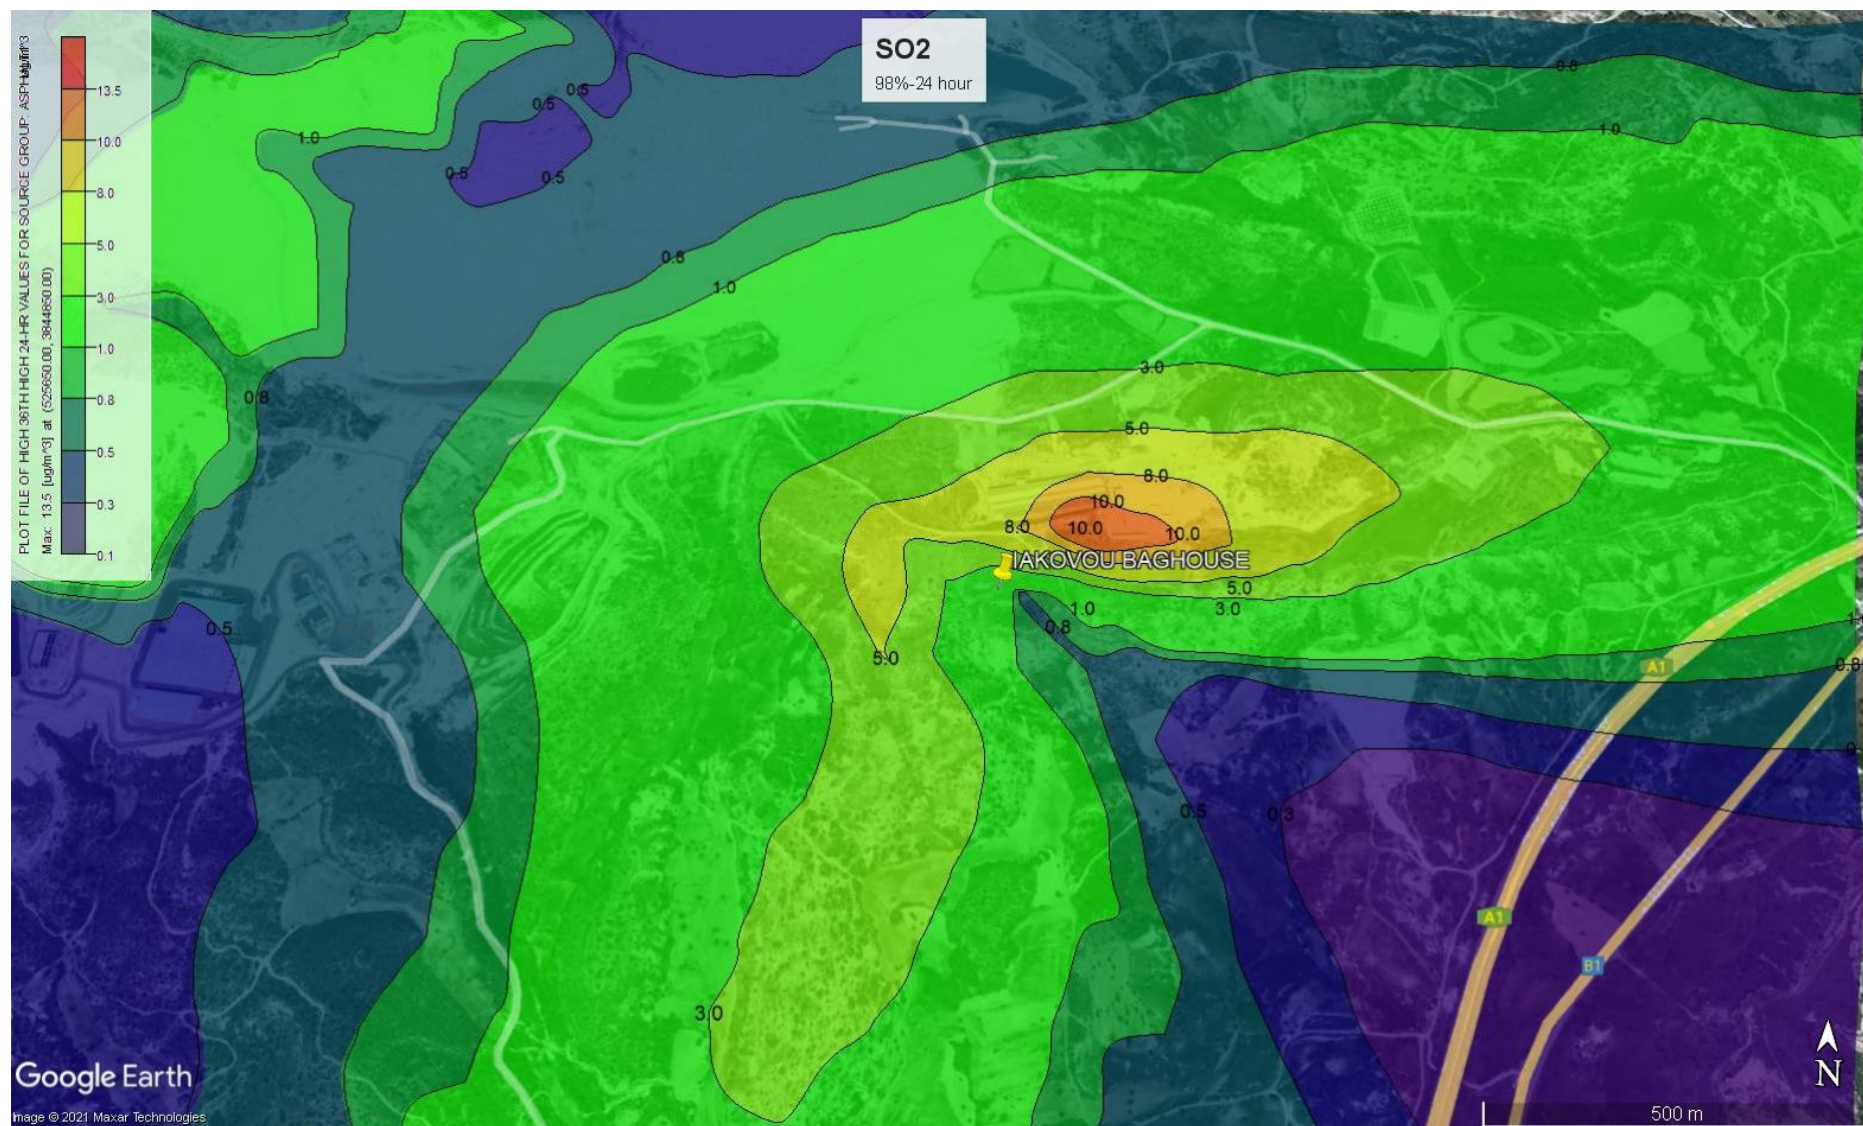 SO2
98%-24 hour
PLOT FILE OF HIGH 36TH HIGH 24-HR VALUES FOR SOURCE GROUP: ASPHALT
ug/m^3
Max: 13.5 [ug/m^3] at (525650.00, 3844850.00)
13.5
10.0
8.0
5.0
3.0
1.0
0.8
0.5
0.3
0.1
0.8
1.0
0.5
0.5
1.0
0.5
0.5
0.8
1.0
3.0
0.8
5.0
8.0
10.0
8.0
10.0
10.0
IAKOVOU BAGHOUSE
5.0
1.0
3.0
0.5
0.8
5.0
A1
0.8
0.5
0.3
A1
B1
3.0
N
Google Earth
Image © 2021 Maxar Technologies
500 m